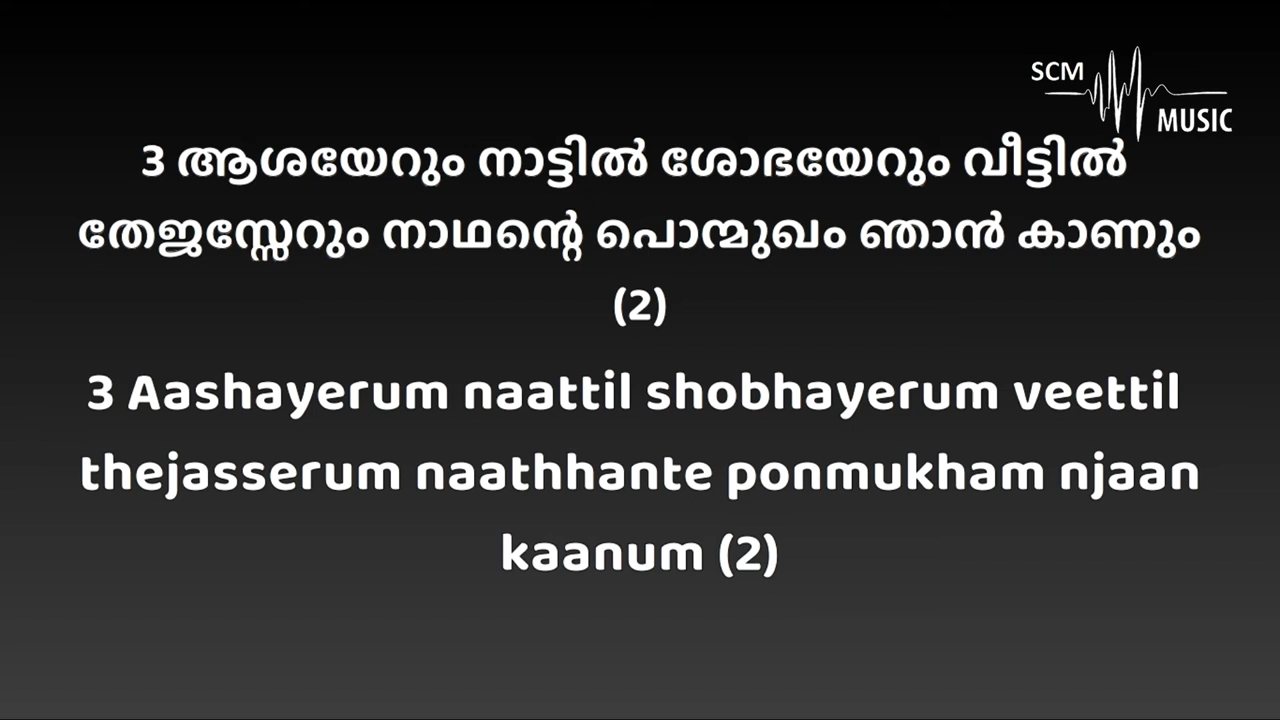 SCM
MUSIC
3 ആശയേറും നാട്ടിൽ ശോഭയേറും വീട്ടിൽ
തേജസ്സേറും നാഥന്റെ പൊന്മുഖം ഞാൻ കാണും
(2)
3 Aashayerum naattil shobhayerum veettil
thejasserum naathhante ponmukham njaan
kaanum (2)